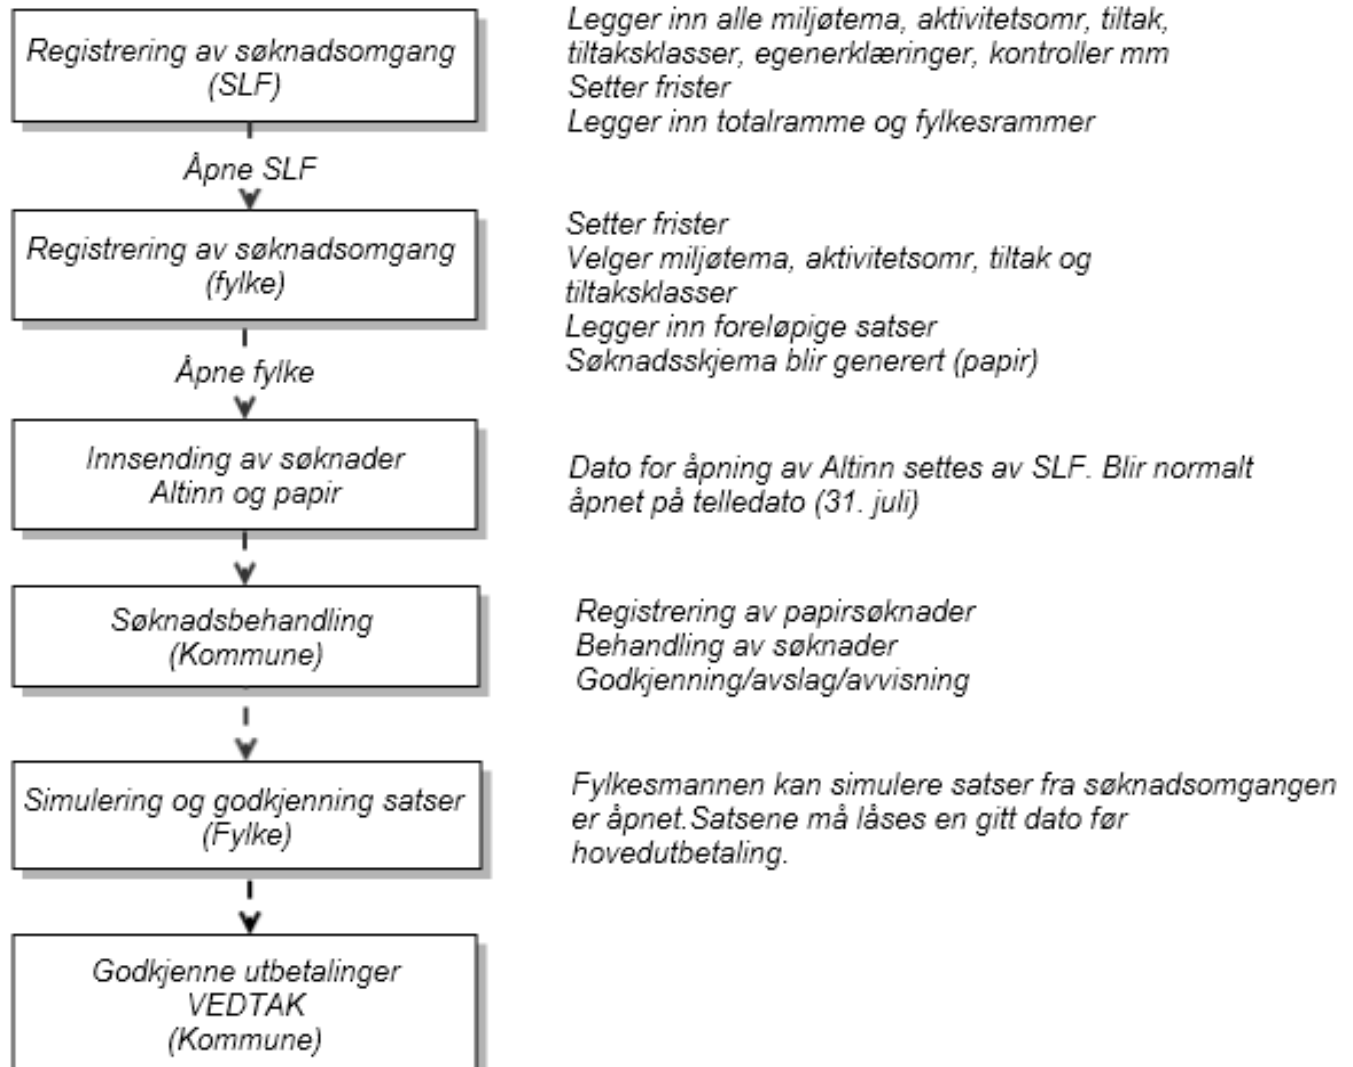 Registrering av søknadsomgang
(SLF)
Legger inn alle miljøtema, aktivitetsomr, tiltak,
tiltaksklasser, egenerklæringer, kontroller mm
Setter frister
Legger inn totalramme og fylkesrammer
Åpne SLF
Registrering av søknadsomgang
(fylke)
Setter frister
Velger miljøtema, aktivitetsomr, tiltak og
tiltaksklasser
Legger inn foreløpige satser
Søknadsskjema blir generert (papir)
Åpne fylke
Innsending av søknader
Altinn og papir
Dato for åpning av Altinn settes av SLF. Blir normalt
åpnet på telledato (31. juli)
Søknadsbehandling
(Kommune)
Registrering av papirsøknader
Behandling av søknader
Godkjenning/avslag/avvisning
Simulering og godkjenning satser
(Fylke)
Fylkesmannen kan simulere satser fra søknadsomgangen
er åpnet.Satsene må låses en gitt dato før
hovedutbetaling.
Godkjenne utbetalinger
VEDTAK
(Kommune)